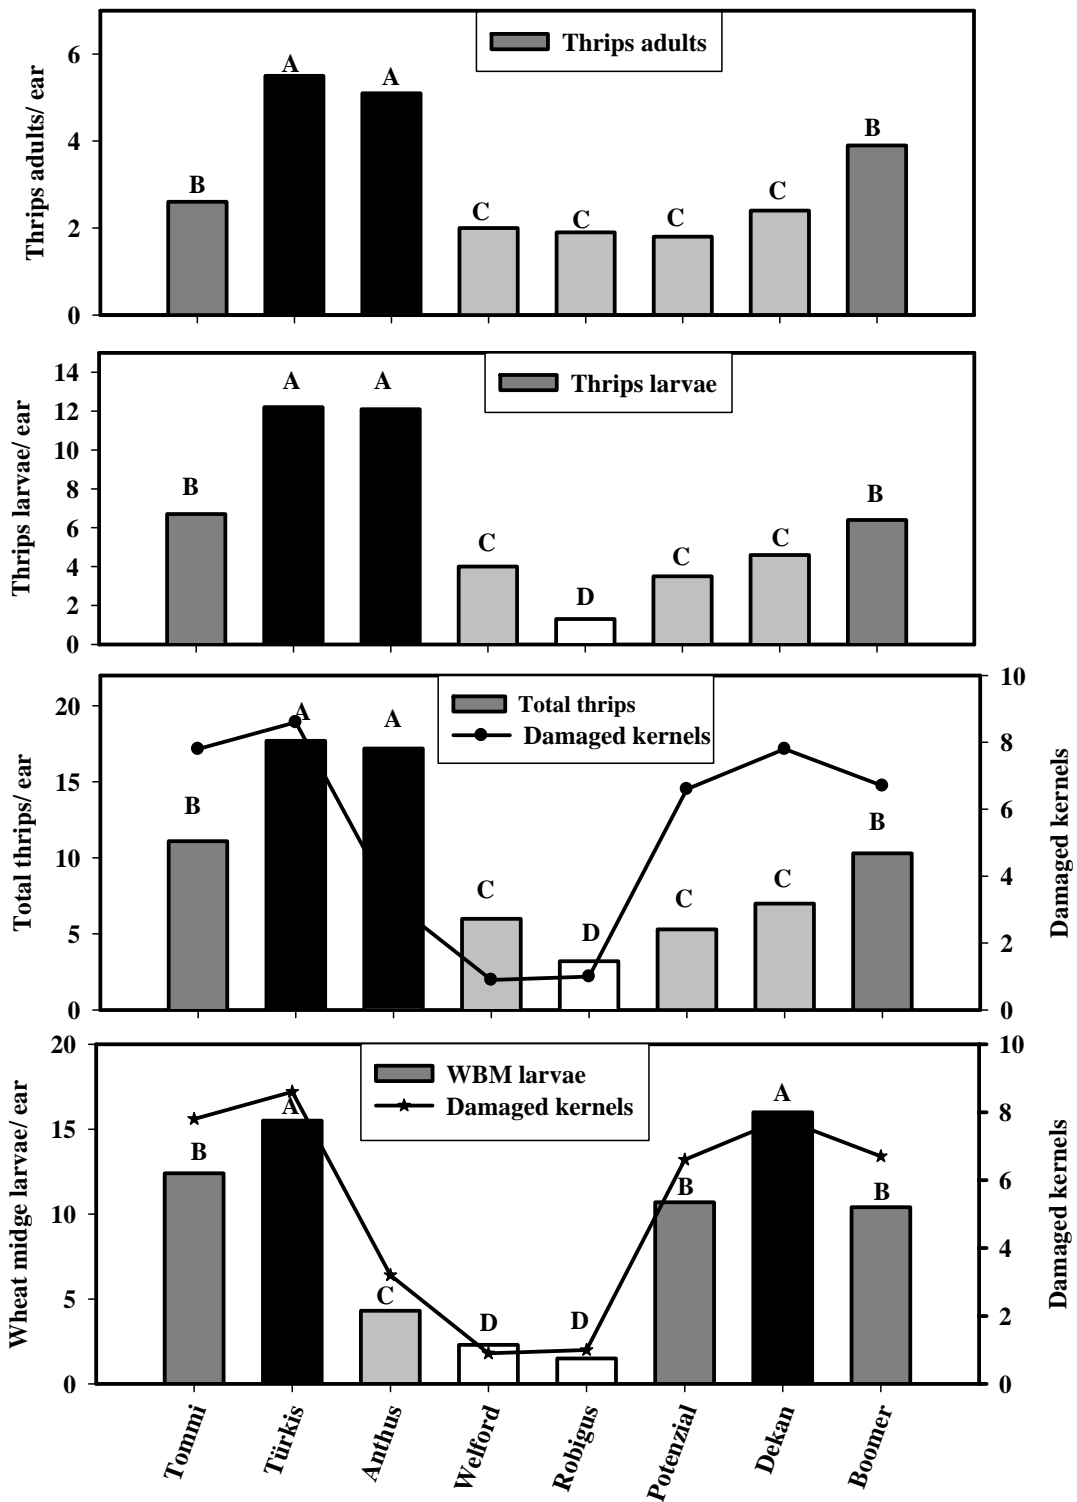 Thrips adults
Thrips adults/ ear
6
4
2
0
B
A
A
C
C
C
C
B
Thrips larvae
Thrips larvae/ ear
14
12
10
8
6
4
2
0
B
A
A
C
D
C
C
B
Total thrips
Damaged kernels
Total thrips/ ear
20
15
10
5
0
B
A
A
C
D
C
C
B
10
8
6
4
2
0
Damaged kernels
WBM larvae
Damaged kernels
Wheat midge larvae/ ear
20
15
10
5
0
B
A
C
D
D
B
A
B
10
8
6
4
2
0
Damaged kernels
Tommi
Türkis
Anthus
Welford
Robigus
Potenzial
Dekan
Boomer